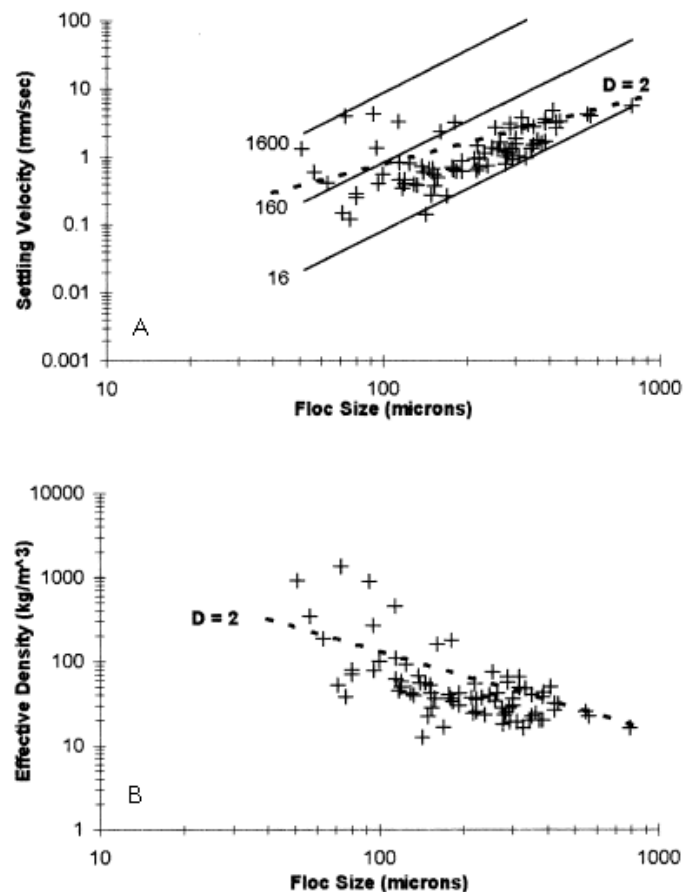 100
10
1
0.1
0.01
0.001
Settling Velocity (mm/sec)
1600
160
16
D = 2
A
10
100
1000
Floc Size (microns)
10000
1000
100
10
1
Effective Density (kg/m^3)
D = 2
B
10
100
1000
Floc Size (microns)